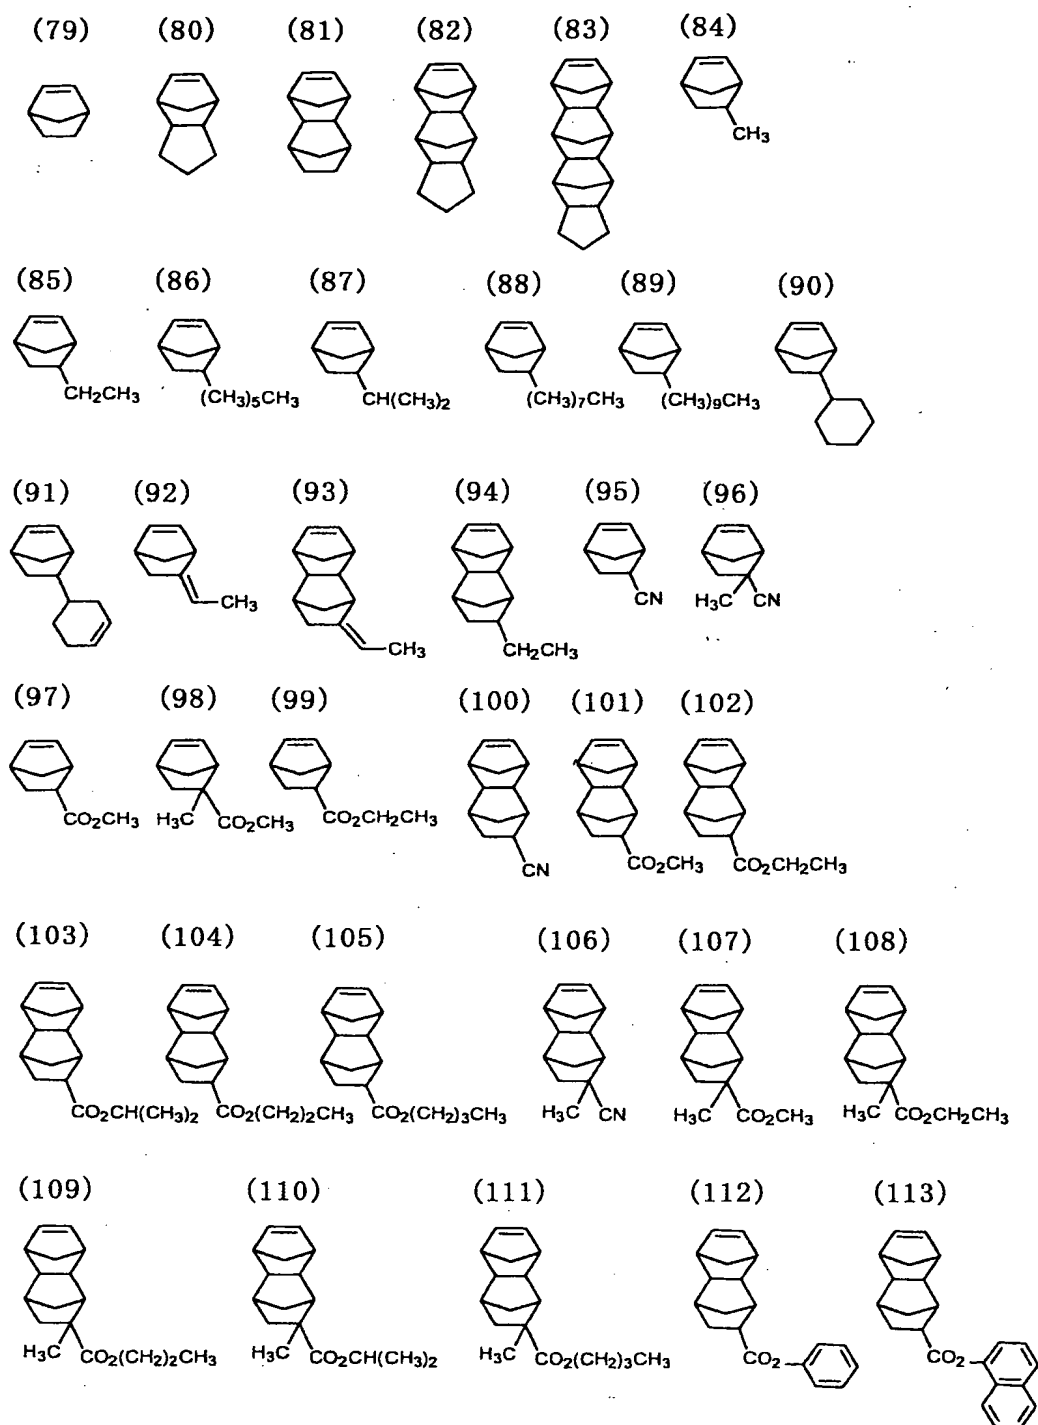 (79) (80) (81) (82) (83) (84)
CH3
(85) (86) (87) (88) (89) (90)
CH2CH3 (CH2)5CH3 CH(CH3)2 (CH2)7CH3 (CH2)9CH3
(91) (92) (93) (94) (95) (96)
CH3 CH3 CH2CH3 CN H3C CN
(97) (98) (99) (100) (101) (102)
CO2CH3 H3C CO2CH3 CO2CH2CH3 CN CO2CH3 CO2CH2CH3
(103) (104) (105) (106) (107) (108)
CO2CH(CH3)2 CO2(CH2)2CH3 CO2(CH2)3CH3 H3C CN H3C CO2CH3 H3C CO2CH2CH3
(109) (110) (111) (112) (113)
H3C CO2(CH2)2CH3 H3C CO2CH(CH3)2 H3C CO2(CH2)3CH3 CO2 CO2